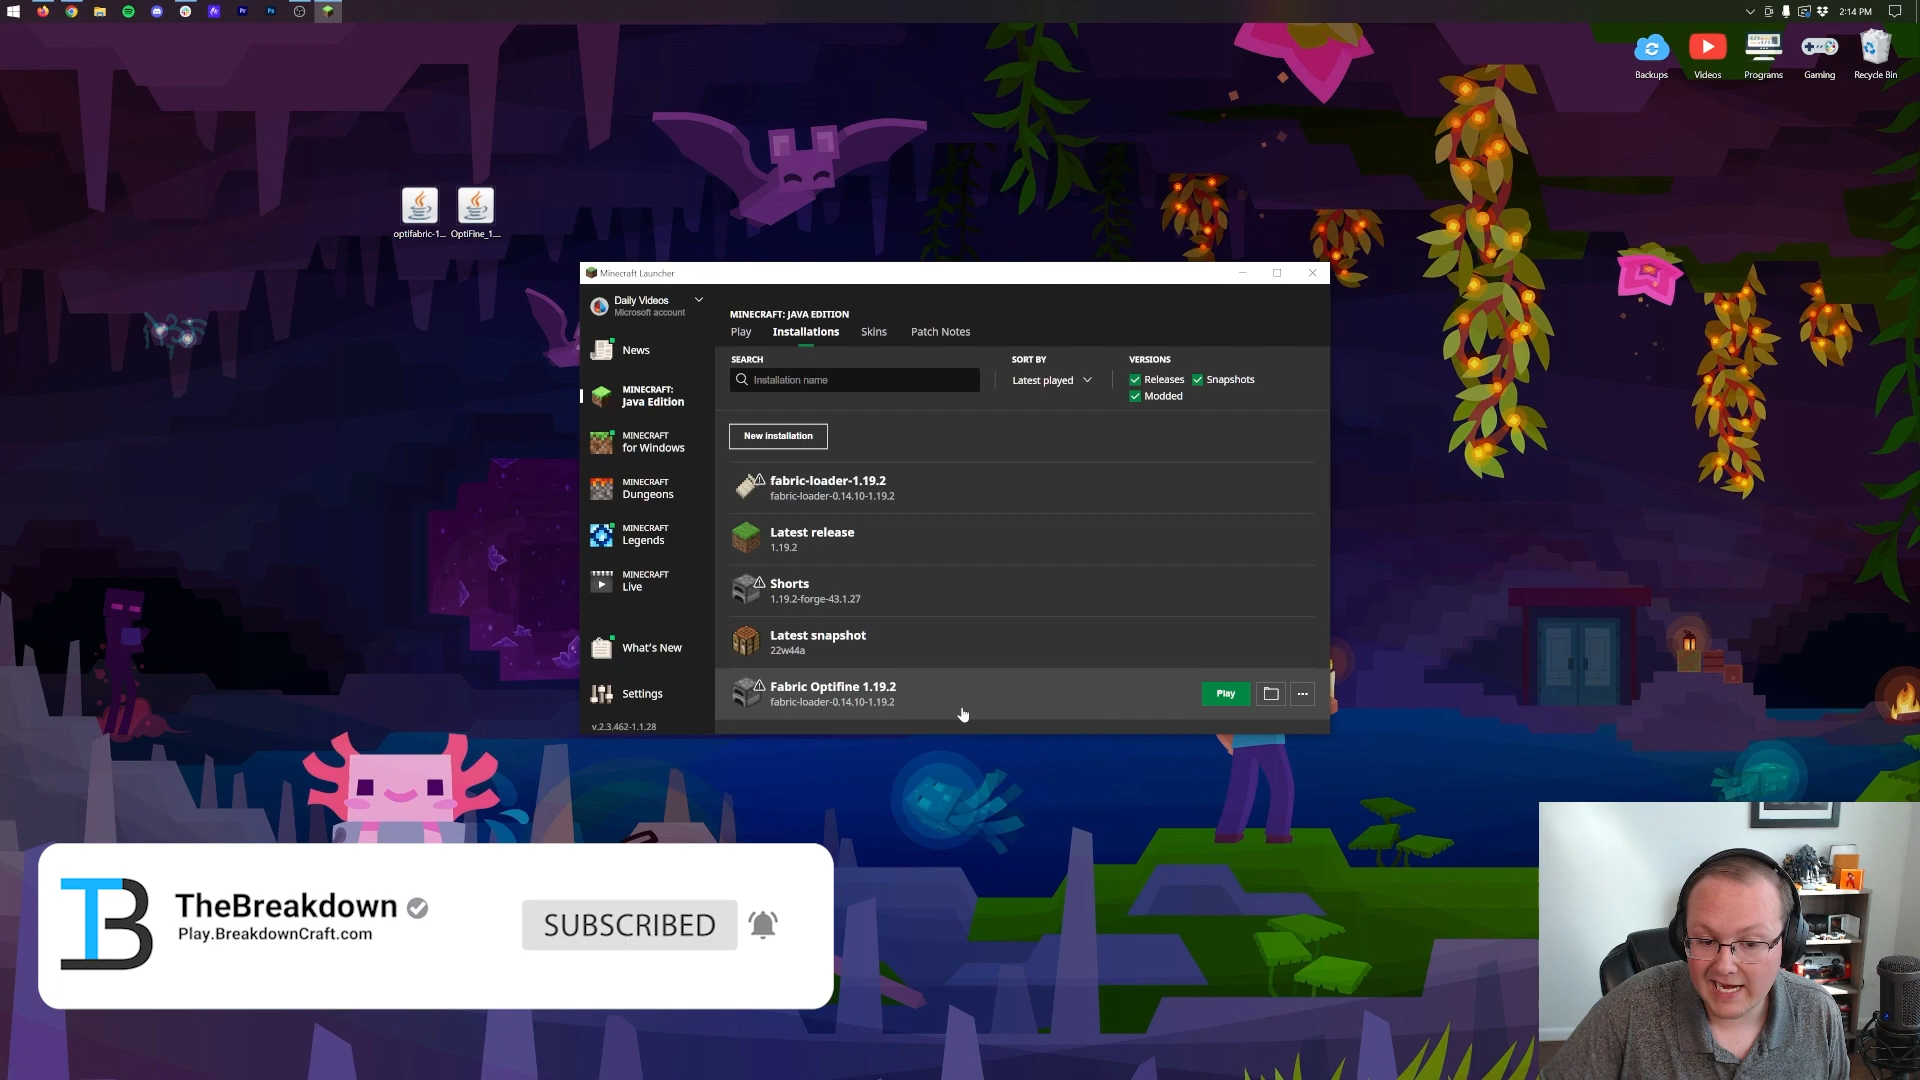 2:14 PM
Backups
Videos
Programs
Gaming
Recycle Bin
optifabric-1...
OptiFine_1....
Minecraft Launcher
Daily Videos
Microsoft account
News
MINECRAFT:
Java Edition
MINECRAFT
for Windows
MINECRAFT
Dungeons
MINECRAFT
Legends
MINECRAFT
Live
What's New
Settings
v.2.3.462-1.1.28
MINECRAFT: JAVA EDITION
Play
Installations
Skins
Patch Notes
SEARCH
Installation name
SORT BY
Latest played
VERSIONS
Releases
Snapshots
Modded
New installation
fabric-loader-1.19.2
fabric-loader-0.14.10-1.19.2
Latest release
1.19.2
Shorts
1.19.2-forge-43.1.27
Latest snapshot
22w44a
Fabric Optifine 1.19.2
fabric-loader-0.14.10-1.19.2
Play
TB
TheBreakdown
Play.BreakdownCraft.com
SUBSCRIBED